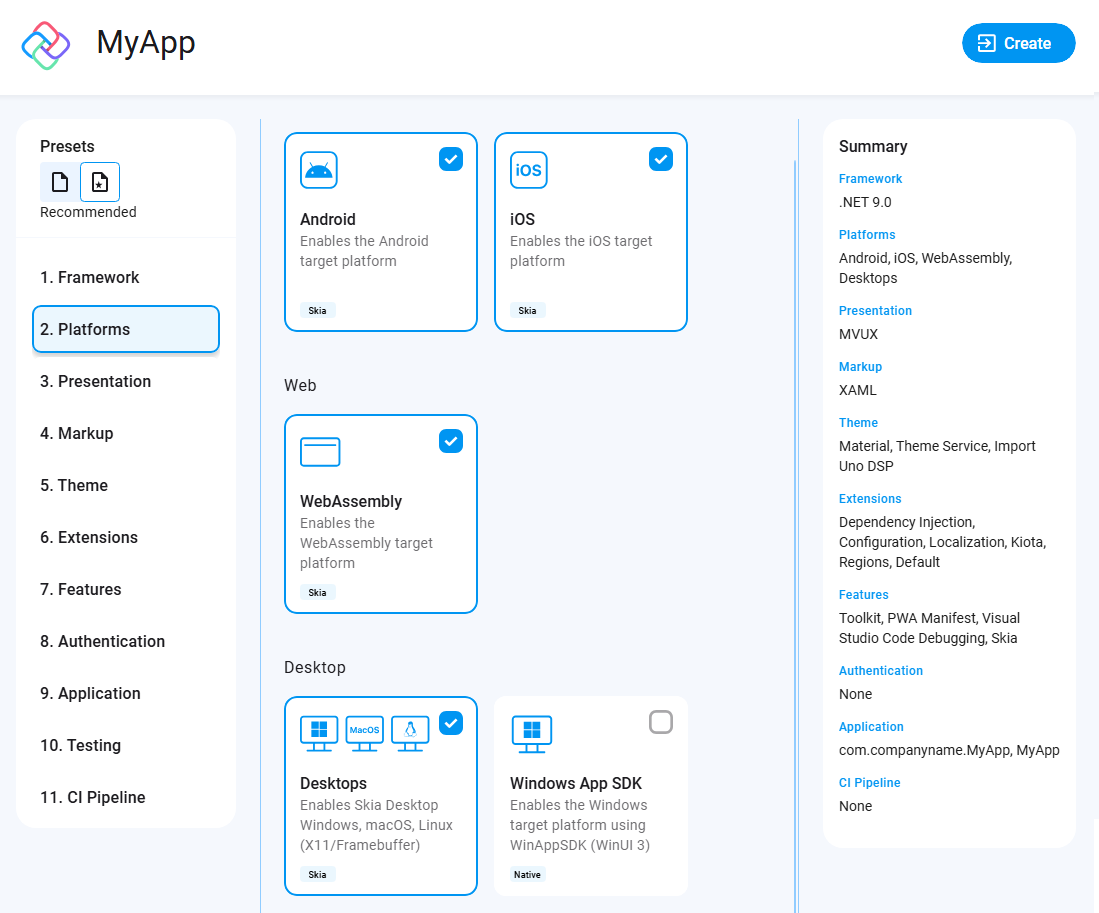 MyApp
Create
Presets
Recommended
1. Framework
2. Platforms
3. Presentation
4. Markup
5. Theme
6. Extensions
7. Features
8. Authentication
9. Application
10. Testing
11. CI Pipeline
Android
Enables the Android
target platform
Skia
iOS
iOS
Enables the iOS target
platform
Skia
Web
WebAssembly
Enables the
WebAssembly target
platform
Skia
Desktop
MacOS
Desktops
Enables Skia Desktop
Windows, macOS, Linux
(X11/Framebuffer)
Skia
Windows App SDK
Enables the Windows
target platform using
WinAppSDK (WinUI 3)
Native
Summary
Framework
.NET 9.0
Platforms
Android, iOS, WebAssembly,
Desktops
Presentation
MVUX
Markup
XAML
Theme
Material, Theme Service, Import
Uno DSP
Extensions
Dependency Injection,
Configuration, Localization, Kiota,
Regions, Default
Features
Toolkit, PWA Manifest, Visual
Studio Code Debugging, Skia
Authentication
None
Application
com.companyname.MyApp, MyApp
CI Pipeline
None